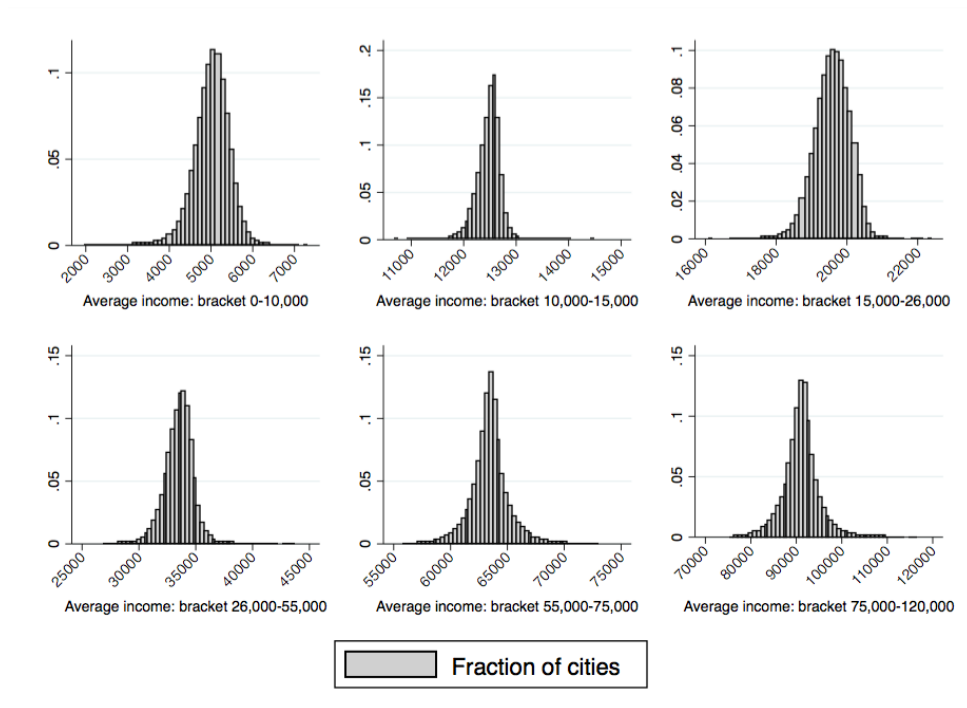 .1
.05
0
2000 3000 4000 5000 6000 7000
Average income: bracket 0-10,000
.2
.15
.1
.05
0
11000 12000 13000 14000 15000
Average income: bracket 10,000-15,000
.1
.08
.06
.04
.02
0
16000 18000 20000 22000
Average income: bracket 15,000-26,000
.15
.1
.05
0
25000 30000 35000 40000 45000
Average income: bracket 26,000-55,000
.15
.1
.05
0
55000 60000 65000 70000 75000
Average income: bracket 55,000-75,000
.15
.1
.05
0
70000 80000 90000 100000 110000 120000
Average income: bracket 75,000-120,000
Fraction of cities